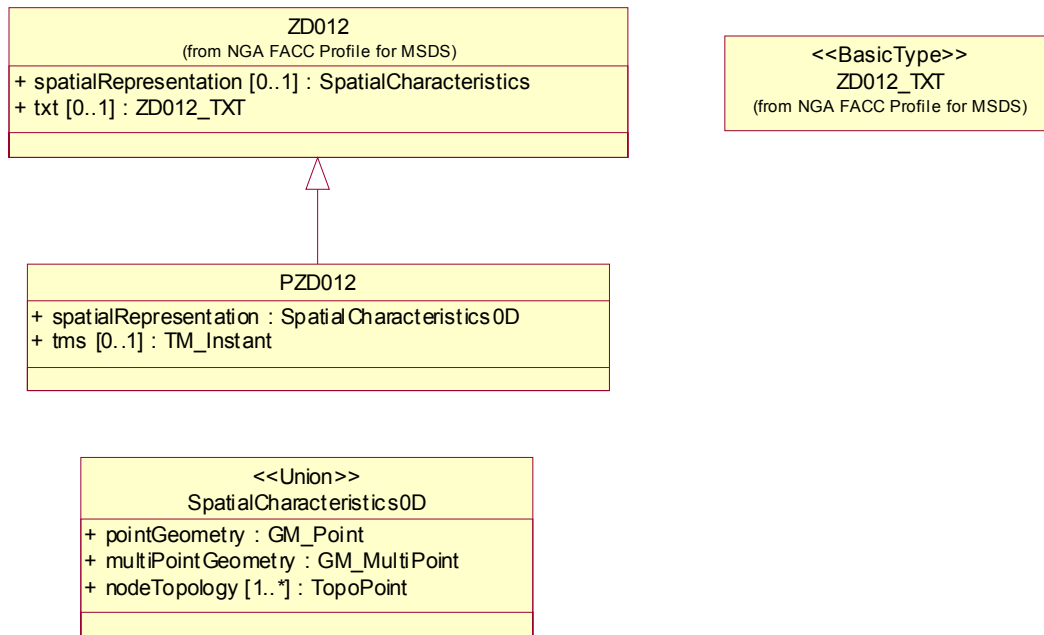 ZD012
(from NGA FACC Profile for MSDS)
+ spatialRepresentation [0..1] : SpatialCharacteristics
+ txt [0..1] : ZD012_TXT
<<BasicType>>
ZD012_TXT
(from NGA FACC Profile for MSDS)
PZD012
+ spatialRepresentation : SpatialCharacteristics0D
+ tms [0..1] : TM_Instant
<<Union>>
SpatialCharacteristics0D
+ pointGeometry : GM_Point
+ multiPointGeometry : GM_MultiPoint
+ nodeTopology [1..*] : TopoPoint